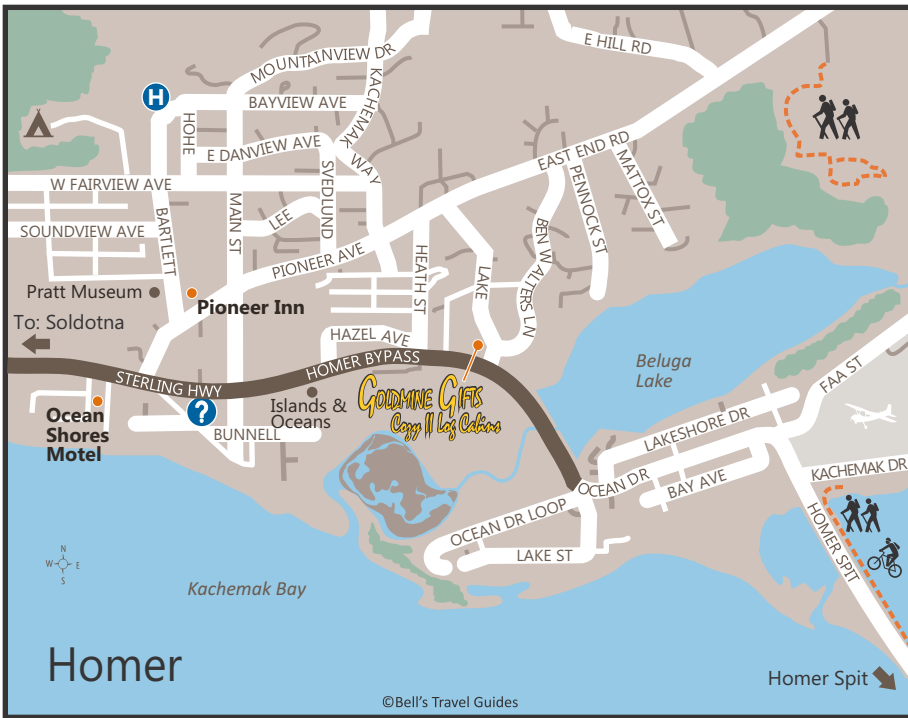 E HILL RD
MOUNTAINVIEW DR
KACHEMAK WAY
H
BAYVIEW AVE
HOHE
E DANVIEW AVE
EAST END RD
SVEDLUND
MATTOX ST
PENNOCK ST
W FAIRVIEW AVE
BARTLETT
MAIN ST
LEE
SOUNDVIEW AVE
BEN WALTERS LN
PIONEER AVE
HEATH ST
LAKE
Pratt Museum
Pioneer Inn
To: Soldotna
HAZEL AVE
HOMER BYPASS
STERLING HWY
Beluga
Lake
FAA ST
GOLDMINE GIFTS
Cozy II Log Cabins
Islands &
Oceans
?
Ocean
Shores
Motel
BUNNELL
LAKESHORE DR
OCEAN DR
BAY AVE
KACHEMAK DR
OCEAN DR LOOP
HOMER SPIT
LAKE ST
N
W
E
S
Kachemak Bay
Homer
Homer Spit
©Bell's Travel Guides